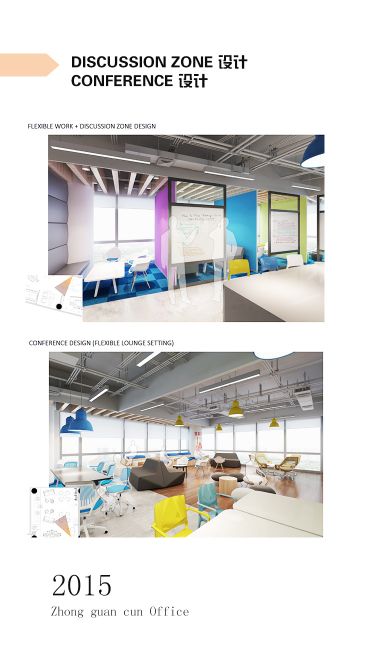 DISCUSSION ZONE 设计
CONFERENCE 设计
FLEXIBLE WORK + DISCUSSION ZONE DESIGN
CONFERENCE DESIGN (FLEXIBLE LOUNGE SETTING)
2015
Zhong guan cun Office